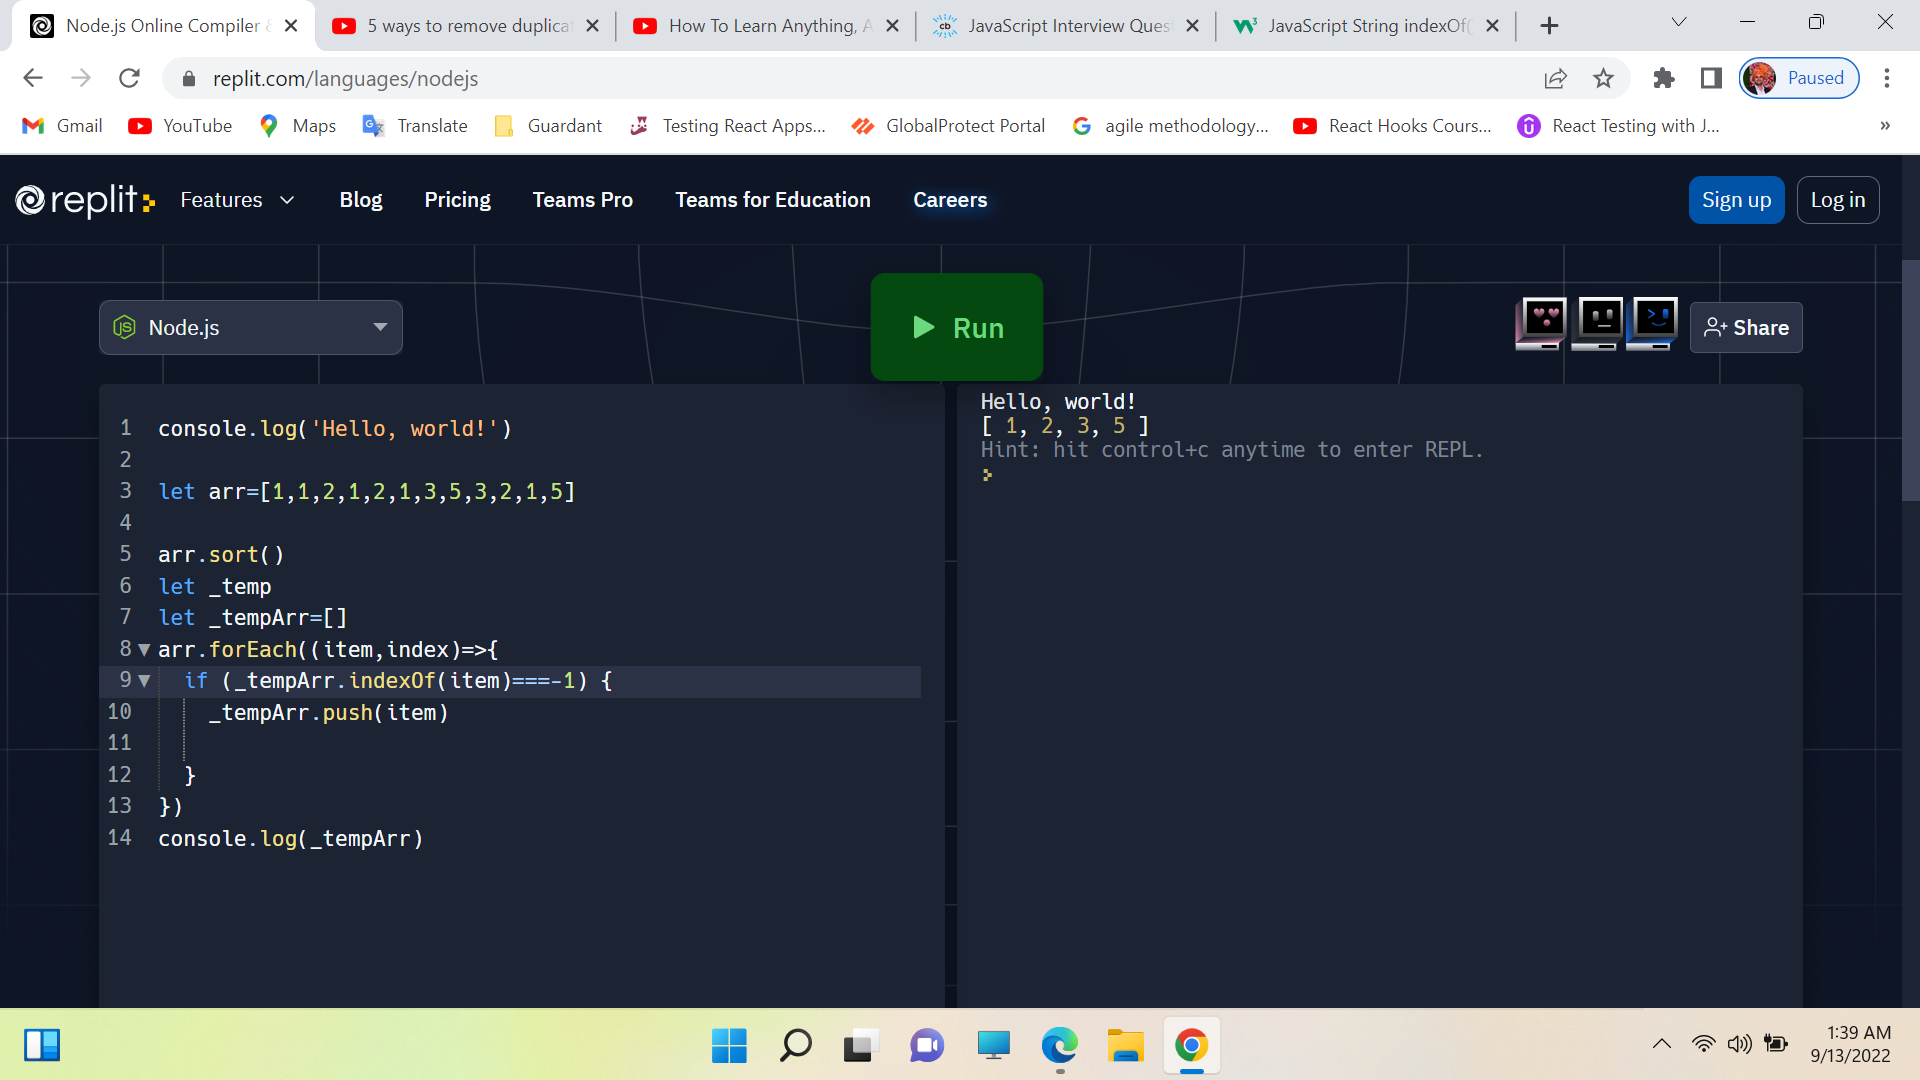 Node.js Online Compiler &
5 ways to remove duplicat
How To Learn Anything, A
JavaScript Interview Ques
JavaScript String indexOf(
replit.com/languages/nodejs
Paused
Gmail
YouTube
Maps
Translate
Guardant
Testing React Apps...
GlobalProtect Portal
agile methodology...
React Hooks Cours...
React Testing with J...
»
replit
Features
Blog
Pricing
Teams Pro
Teams for Education
Careers
Sign up
Log in
Node.js
Run
Share
1 console.log('Hello, world!')
2
3 let arr=[1,1,2,1,2,1,3,5,3,2,1,5]
4
5 arr.sort()
6 let _temp
7 let _tempArr=[]
8 arr.forEach((item,index)=>{
9 if (_tempArr.indexOf(item)===-1) {
10 _tempArr.push(item)
11
12 }
13 })
14 console.log(_tempArr)
Hello, world!
[ 1, 2, 3, 5 ]
Hint: hit control+c anytime to enter REPL.
1:39 AM
9/13/2022